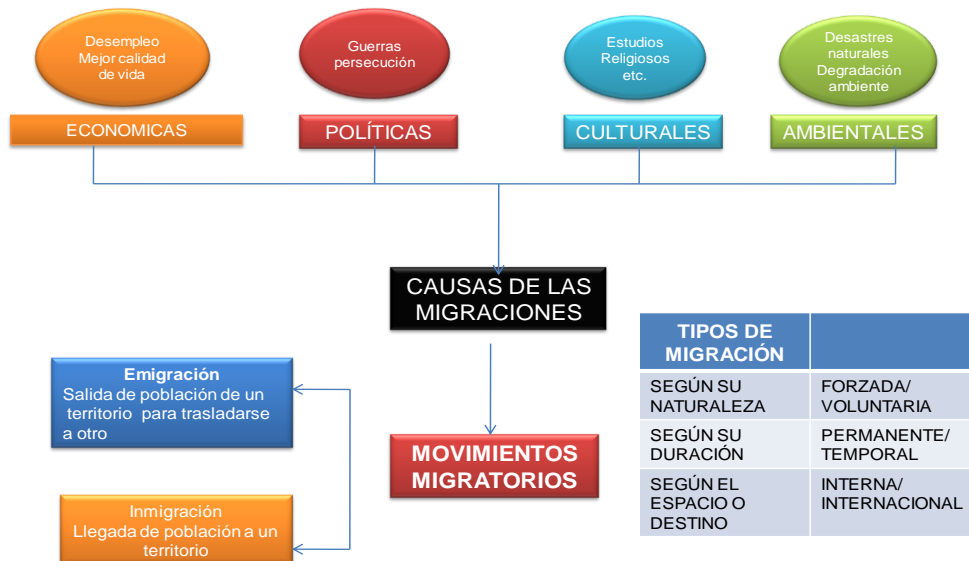 Desempleo
Mejor calidad
de vida
Guerras
persecución
Estudios
Religiosos
etc.
Desastres
naturales
Degradación
ambiente
ECONOMICAS
POLÍTICAS
CULTURALES
AMBIENTALES
CAUSAS DE LAS
MIGRACIONES
Emigración
Salida de población de un
territorio para trasladarse
a otro
MOVIMIENTOS
MIGRATORIOS
Inmigración
Llegada de población a un
territorio
TIPOS DE
MIGRACIÓN
SEGÚN SU
NATURALEZA
FORZADA/
VOLUNTARIA
SEGÚN SU
DURACIÓN
PERMANENTE/
TEMPORAL
SEGÚN EL
ESPACIO O
DESTINO
INTERNA/
INTERNACIONAL